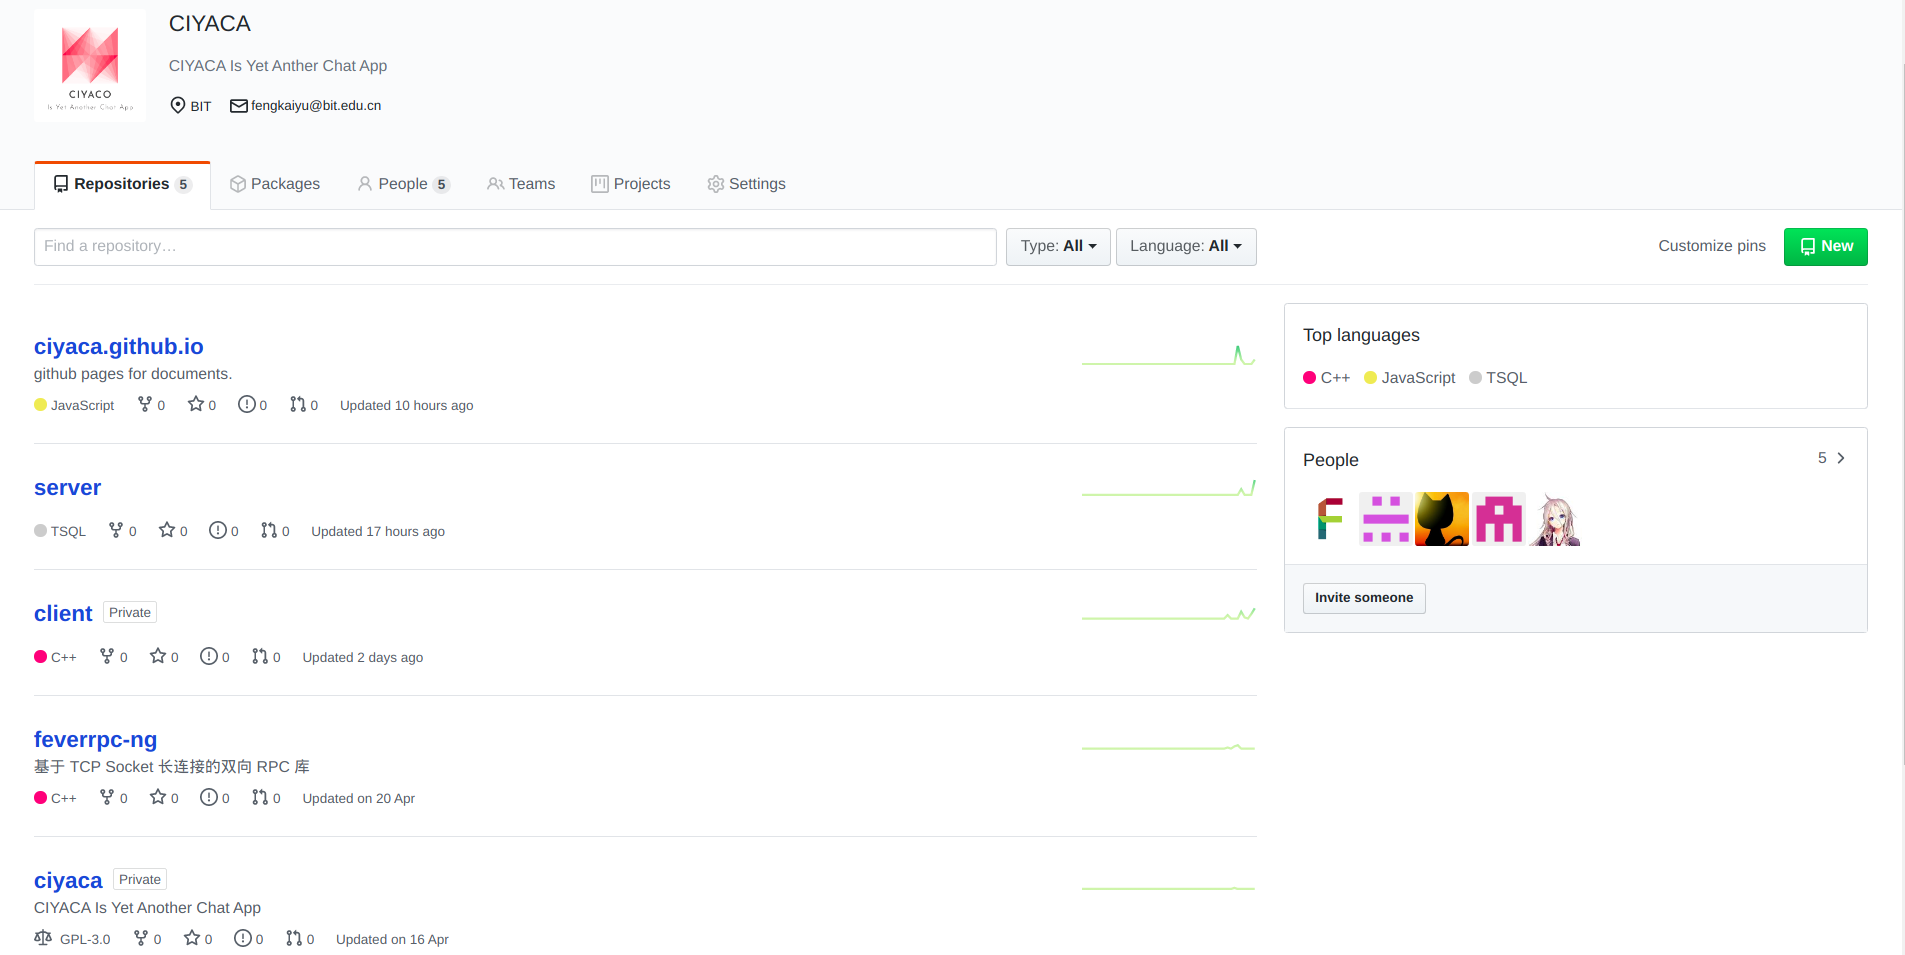 CIYACA
CIYACA Is Yet Anther Chat App
BIT fengkaiyu@bit.edu.cn
CIYACO
Is Yet Another Chat App
Repositories 5 Packages People 5 Teams Projects Settings
Find a repository… Type: All Language: All Customize pins New
ciyaca.github.io
github pages for documents.
JavaScript 0 0 0 0 Updated 10 hours ago
server
TSQL 0 0 0 0 Updated 17 hours ago
client Private
C++ 0 0 0 0 Updated 2 days ago
feverrpc-ng
基于 TCP Socket 长连接的双向 RPC 库
C++ 0 0 0 0 Updated on 20 Apr
ciyaca Private
CIYACA Is Yet Another Chat App
GPL-3.0 0 0 0 0 Updated on 16 Apr
Top languages
C++ JavaScript TSQL
People 5
Invite someone